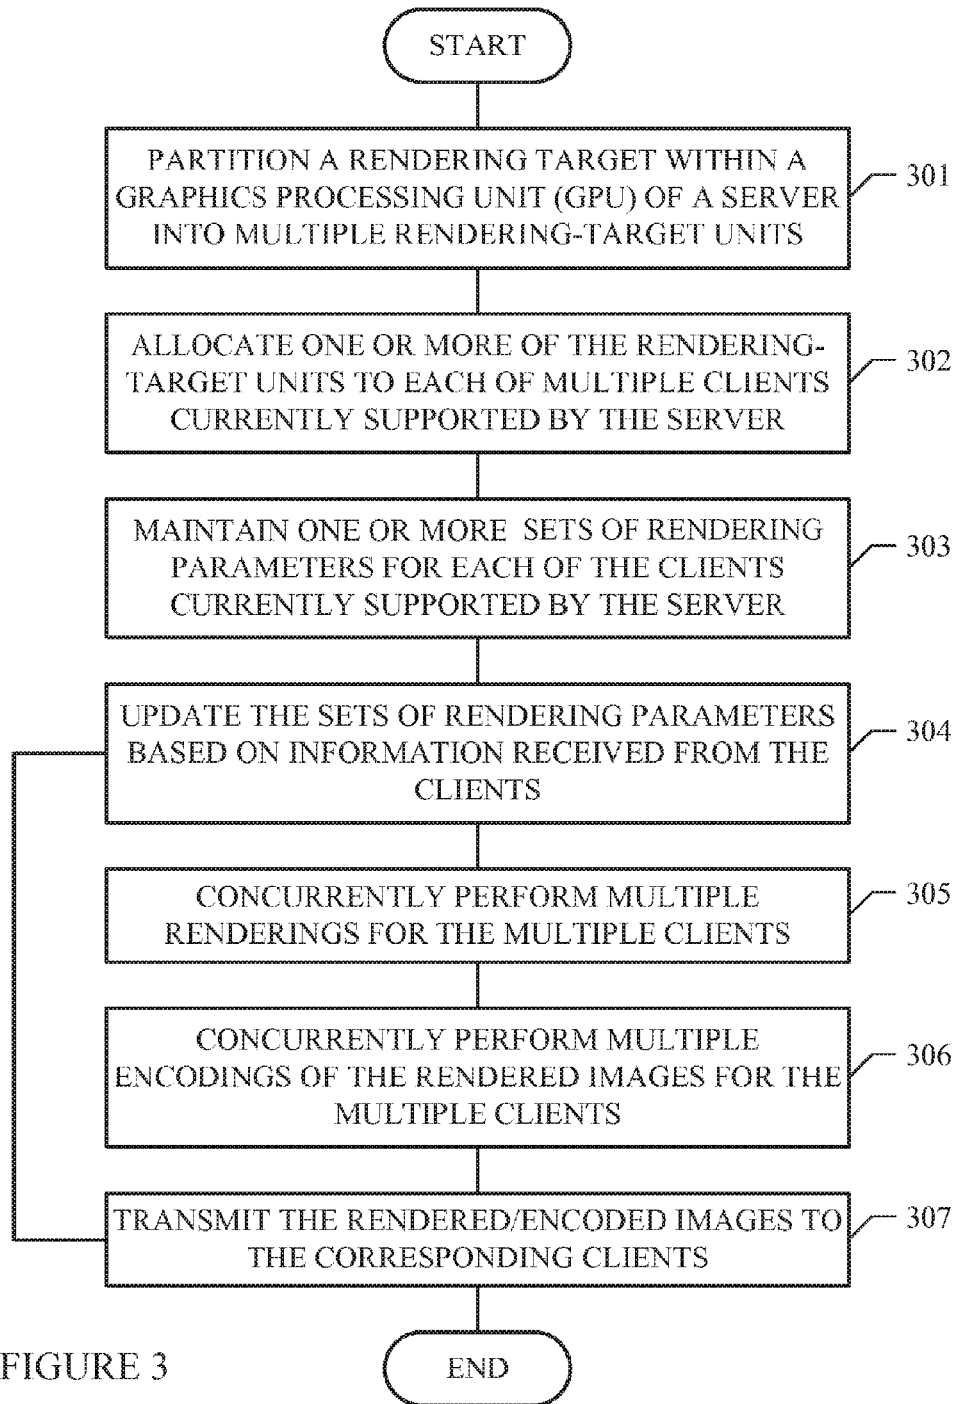 START
PARTITION A RENDERING TARGET WITHIN A
GRAPHICS PROCESSING UNIT (GPU) OF A SERVER
INTO MULTIPLE RENDERING-TARGET UNITS
301
ALLOCATE ONE OR MORE OF THE RENDERING-
TARGET UNITS TO EACH OF MULTIPLE CLIENTS
CURRENTLY SUPPORTED BY THE SERVER
302
MAINTAIN ONE OR MORE SETS OF RENDERING
PARAMETERS FOR EACH OF THE CLIENTS
CURRENTLY SUPPORTED BY THE SERVER
303
UPDATE THE SETS OF RENDERING PARAMETERS
BASED ON INFORMATION RECEIVED FROM THE
CLIENTS
304
CONCURRENTLY PERFORM MULTIPLE
RENDERINGS FOR THE MULTIPLE CLIENTS
305
CONCURRENTLY PERFORM MULTIPLE
ENCODINGS OF THE RENDERED IMAGES FOR THE
MULTIPLE CLIENTS
306
TRANSMIT THE RENDERED/ENCODED IMAGES TO
THE CORRESPONDING CLIENTS
307
END
FIGURE 3